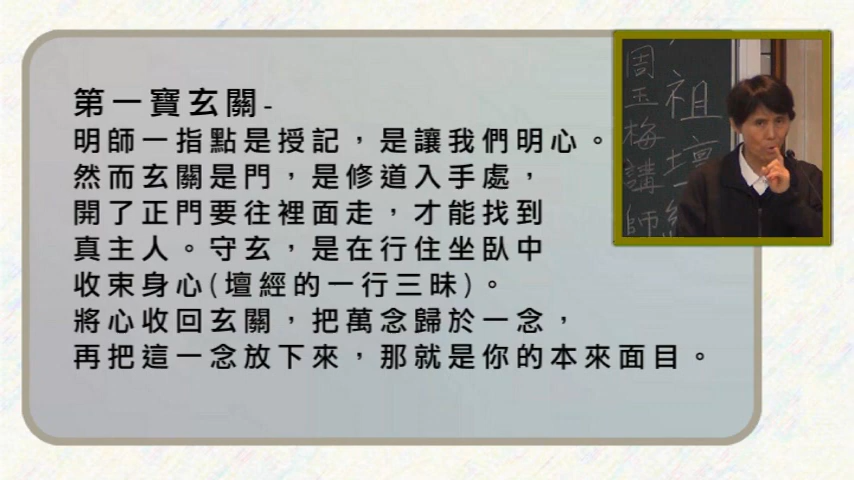 第一寶玄關-
明師一指點是授記，是讓我們明心。
然而玄關是門，是修道入手處，
開了正門要往裡面走，才能找到
真主人。守玄，是在行住坐臥中
收束身心(壇經的一行三昧)。
將心收回玄關，把萬念歸於一念，
再把這一念放下來，那就是你的本來面目。
祖壇經
周玉梅講師